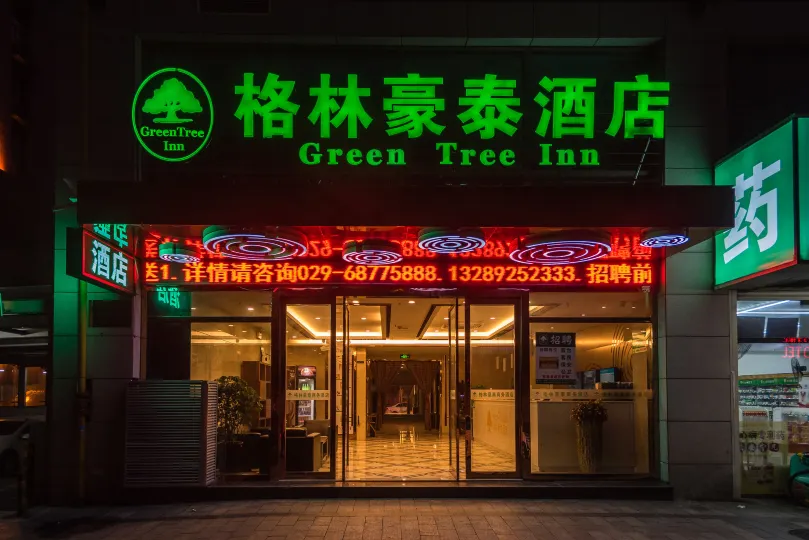 格林豪泰酒店
GreenTree
Inn
Green Tree Inn
药
酒店
送1.详情请咨询029-68775888. 13289252333. 招聘前
招聘